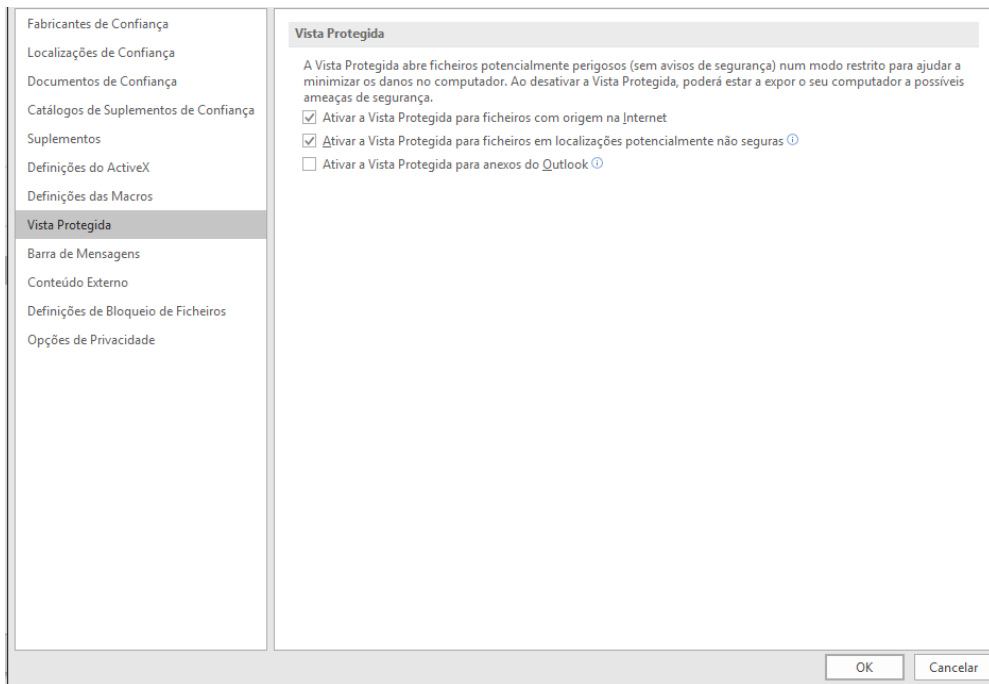 Fabricantes de Confiança
Localizações de Confiança
Documentos de Confiança
Catálogos de Suplementos de Confiança
Suplementos
Definições do ActiveX
Definições das Macros
Vista Protegida
Barra de Mensagens
Conteúdo Externo
Definições de Bloqueio de Ficheiros
Opções de Privacidade
Vista Protegida
A Vista Protegida abre ficheiros potencialmente perigosos (sem avisos de segurança) num modo restrito para ajudar a
minimizar os danos no computador. Ao desativar a Vista Protegida, poderá estar a expor o seu computador a possíveis
ameaças de segurança.
Ativar a Vista Protegida para ficheiros com origem na Internet
Ativar a Vista Protegida para ficheiros em localizações potencialmente não seguras
Ativar a Vista Protegida para anexos do Outlook
OK
Cancelar